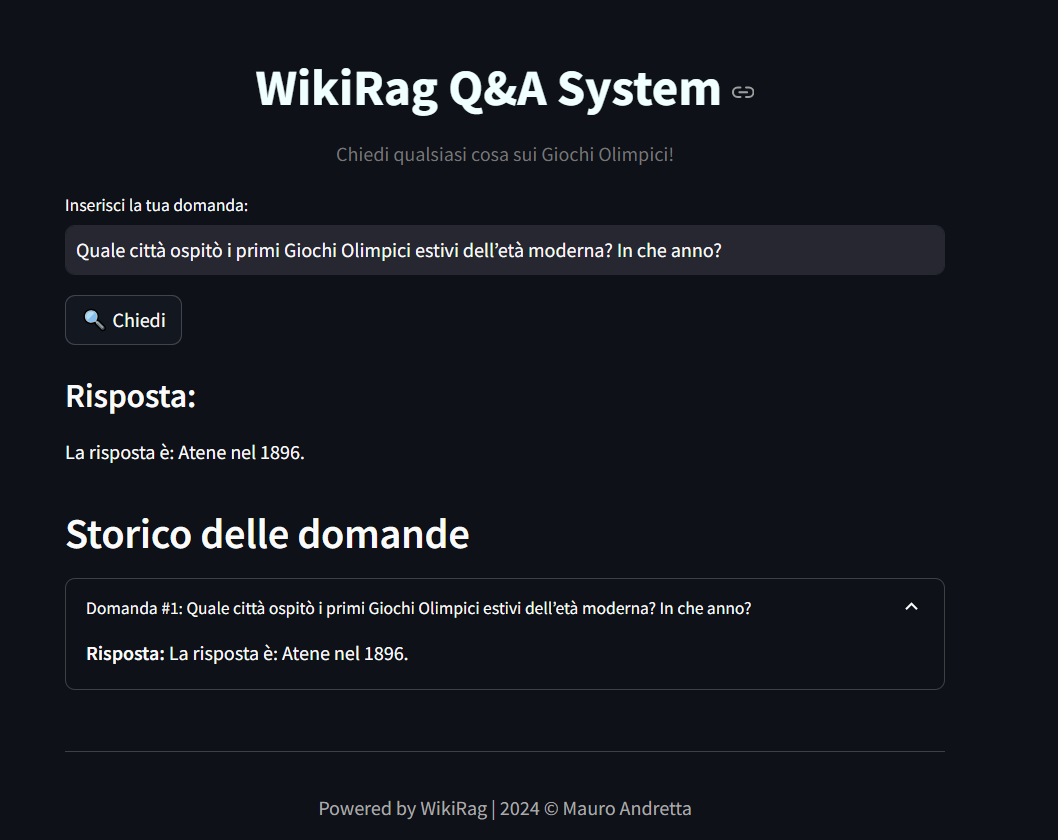 WikiRag Q&A System
Chiedi qualsiasi cosa sui Giochi Olimpici!
Inserisci la tua domanda:
Quale città ospitò i primi Giochi Olimpici estivi dell’età moderna? In che anno?
🔍 Chiedi
Risposta:
La risposta è: Atene nel 1896.
Storico delle domande
Domanda #1: Quale città ospitò i primi Giochi Olimpici estivi dell’età moderna? In che anno?
Risposta: La risposta è: Atene nel 1896.
Powered by WikiRag | 2024 © Mauro Andretta